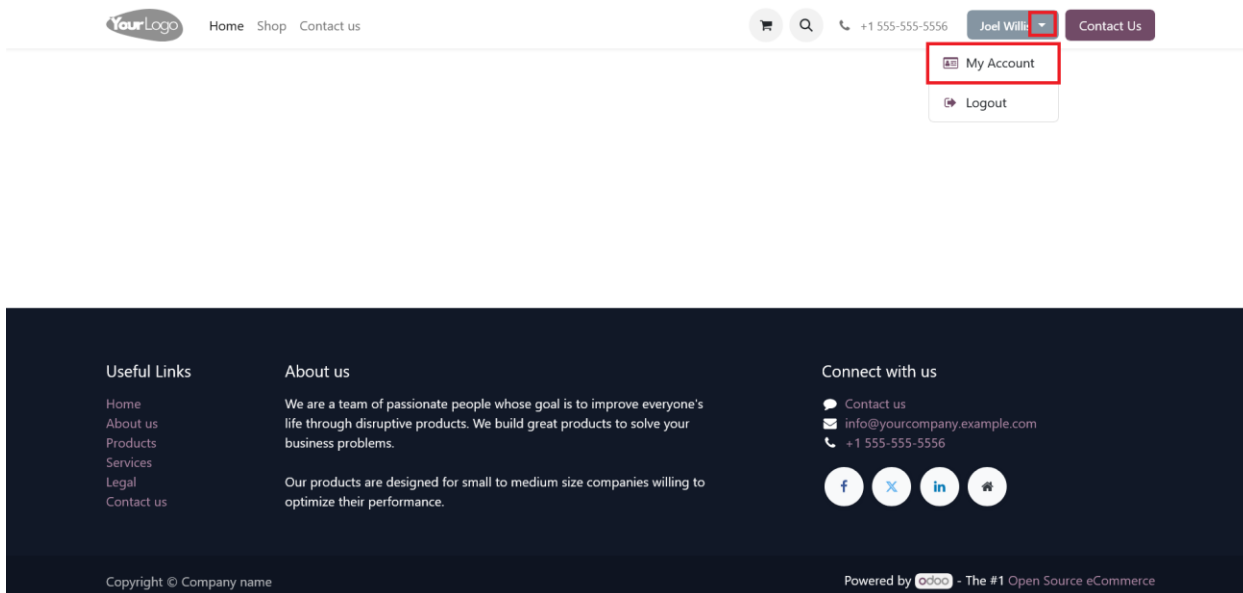 YourLogo Home Shop Contact us +1 555-555-5556 Joel Willis Contact Us
My Account
Logout
Useful Links
Home
About us
Products
Services
Legal
Contact us
About us
We are a team of passionate people whose goal is to improve everyone's
life through disruptive products. We build great products to solve your
business problems.
Our products are designed for small to medium size companies willing to
optimize their performance.
Connect with us
Contact us
info@yourcompany.example.com
+1 555-555-5556
Copyright © Company name
Powered by odoo - The #1 Open Source eCommerce